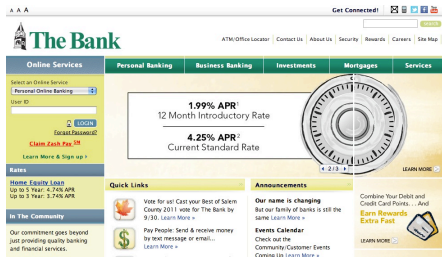 A A A
Get Connected!
SEARCH
The Bank
ATM/Office Locator Contact Us About Us Security Rewards Careers Site Map
Online Services
Personal Banking Business Banking Investments Mortgages Services
Select an Online Service
Personal Online Banking
User ID
LOGIN
Forgot Password?
Claim Zash Pay SM
Learn More & Sign up
Rates
Home Equity Loan
Up to 5 Year: 4.74% APR
Up to 3 Year: 3.74% APR
In The Community
Our commitment goes beyond
just providing quality banking
and financial services.
1.99% APR1
12 Month Introductory Rate
4.25% APR2
Current Standard Rate
2/3
LEARN MORE
Quick Links
Vote for us! Cast your Best of Salem
County 2011 vote for The Bank by
9/30. Learn More »
Pay People: Send & receive money
by text message or email...
Learn More »
Announcements
Our name is changing
But our family of banks is still the
same Learn More »
Events Calendar
Check out the
Community/Customer Events
Coming Up Learn More »
Combine Your Debit and
Credit Card Points. . . And
Earn Rewards
Extra Fast
LEARN MORE